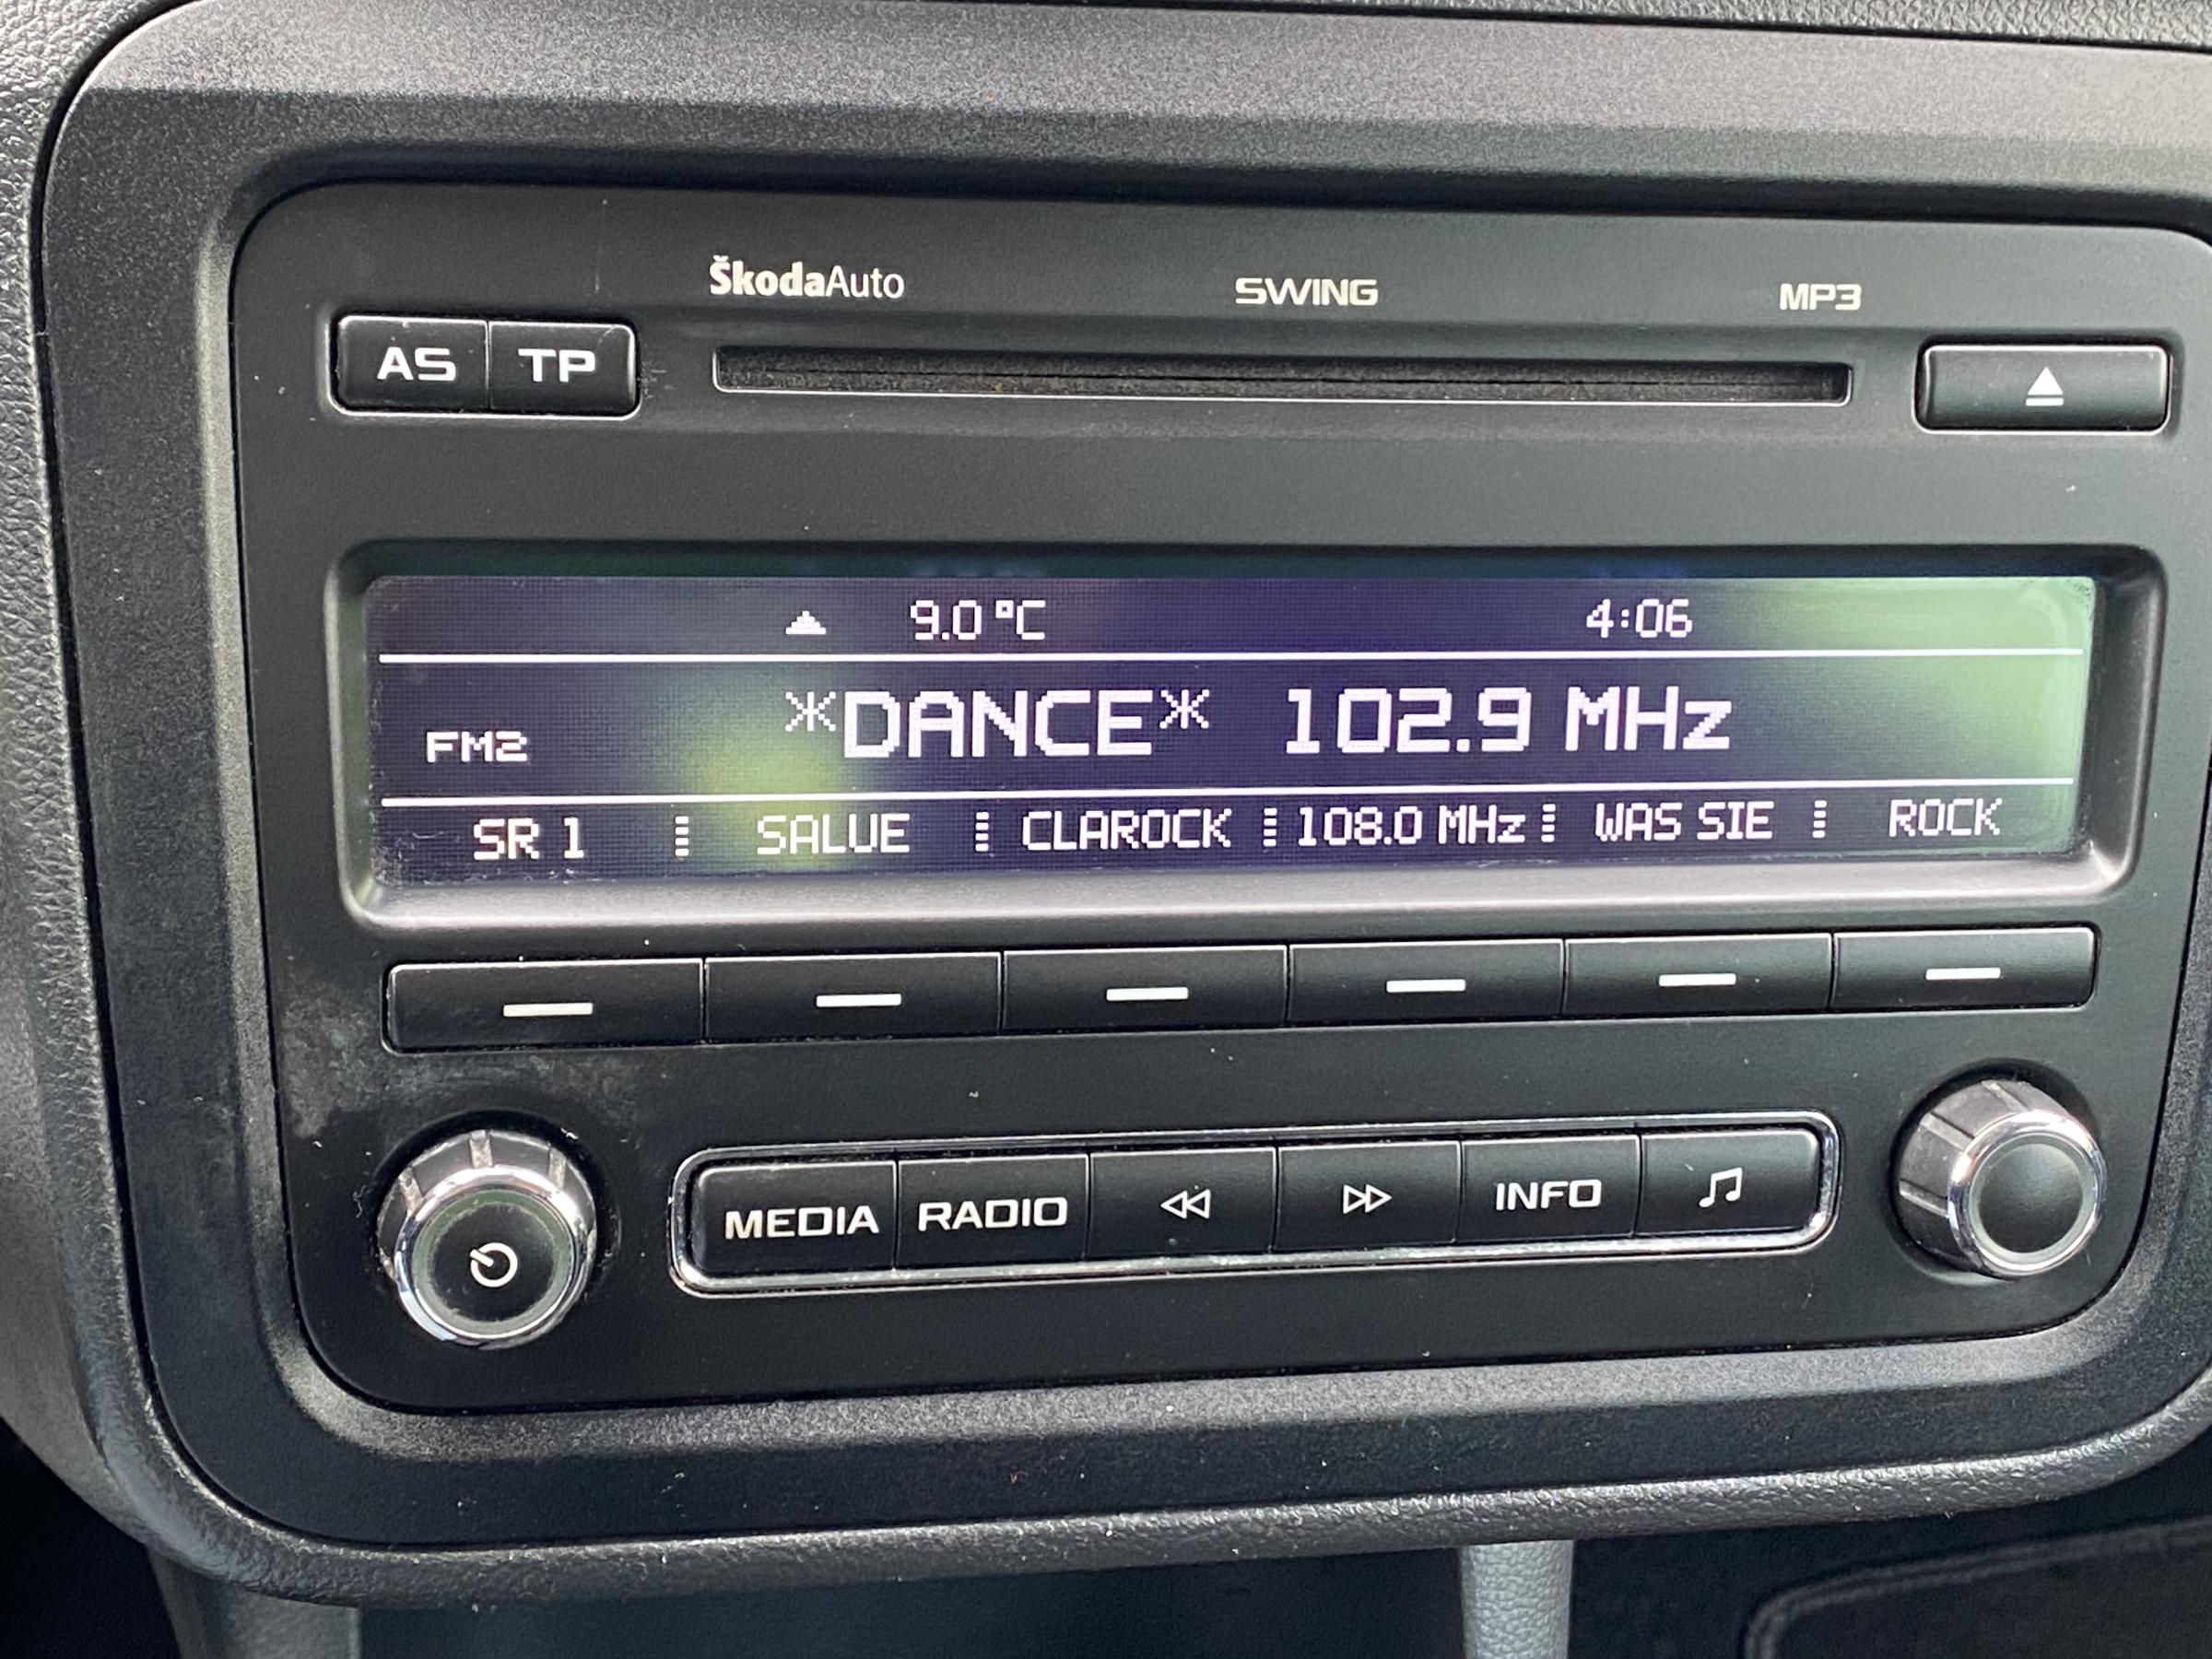 ŠkodaAuto SWING MP3
AS TP
9.0 °C 4:06
FM2 *DANCE* 102.9 MHz
SR 1 SALUE CLAROCK 108.0 MHz WAS SIE ROCK
MEDIA RADIO INFO